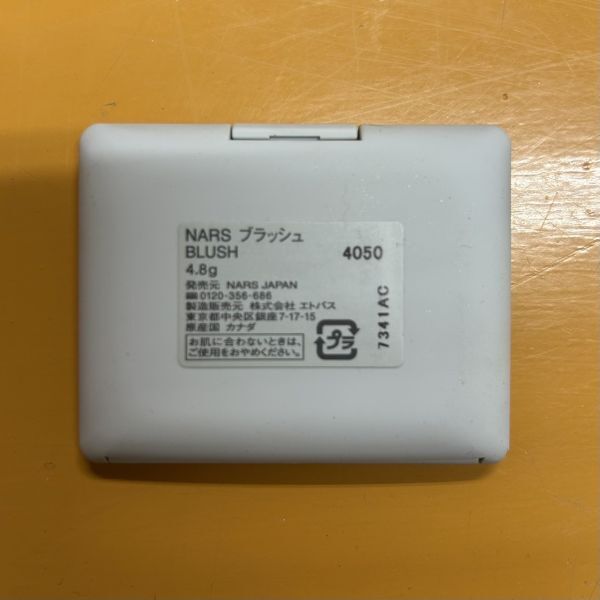 NARS ブラッシュ
BLUSH 4050
4.8g
発売元 NARS JAPAN
☎0120-356-686
製造販売元 株式会社 エトバス
東京都中央区銀座7-17-15
原産国 カナダ
お肌に合わないときは、
ご使用をおやめください。
プラ
7341AC